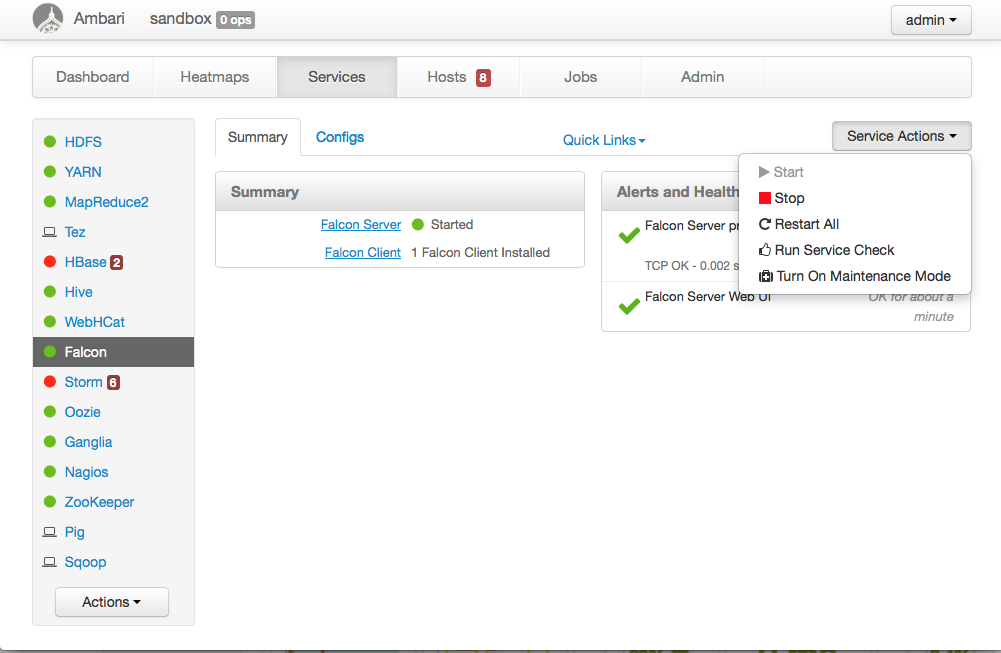 Ambari sandbox 0 ops admin
Dashboard Heatmaps Services Hosts 8 Jobs Admin
HDFS
YARN
MapReduce2
Tez
HBase 2
Hive
WebHCat
Falcon
Storm 6
Oozie
Ganglia
Nagios
ZooKeeper
Pig
Sqoop
Actions
Summary Configs Quick Links Service Actions
Summary
Falcon Server Started
Falcon Client 1 Falcon Client Installed
Start
Stop
Restart All
Run Service Check
Turn On Maintenance Mode
Alerts and Health
Falcon Server
TCP OK - 0.002
Falcon Server Web UI OK for about a
minute